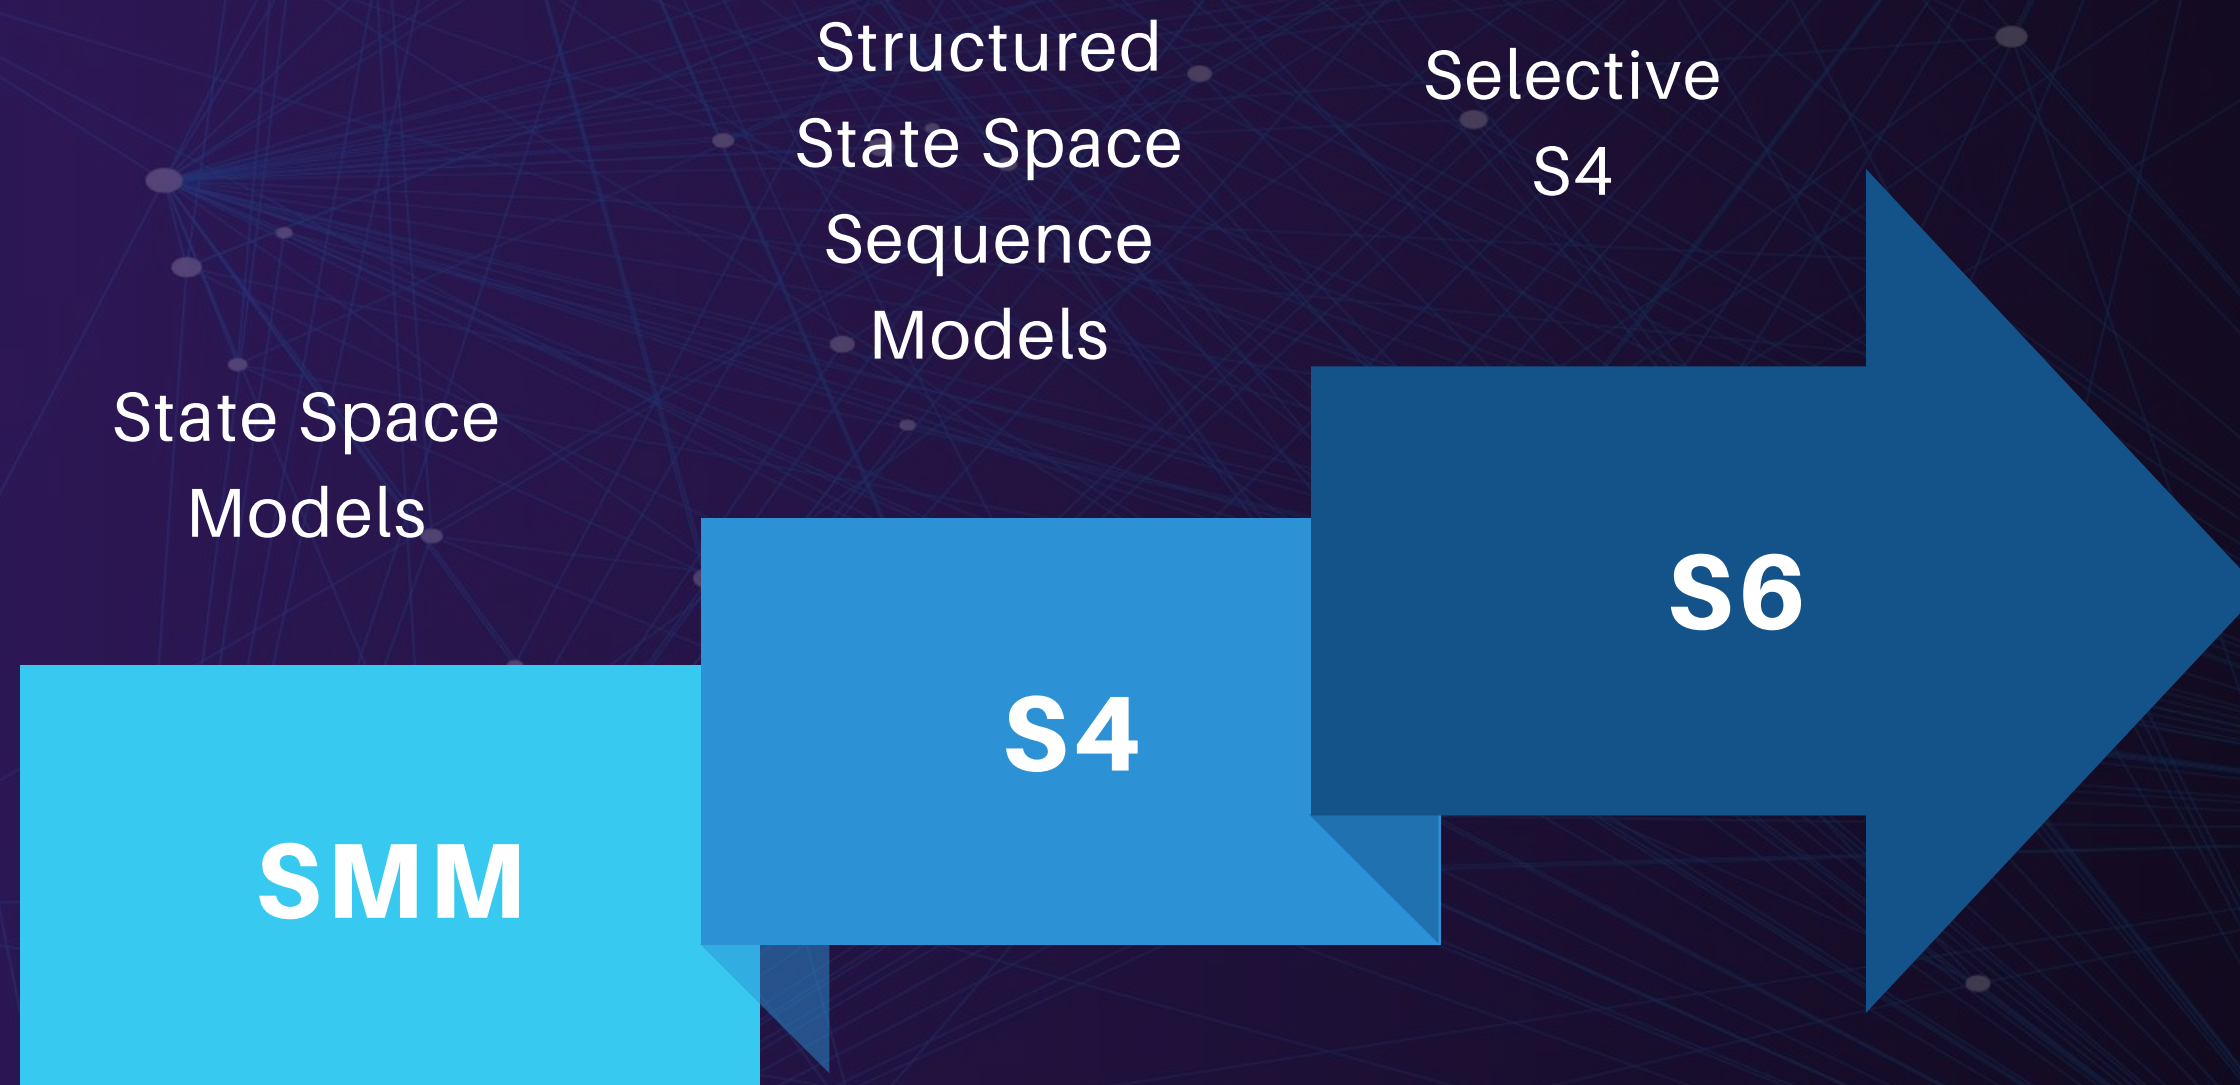 State Space
Models
SMM
Structured
State Space
Sequence
Models
S4
Selective
S4
S6